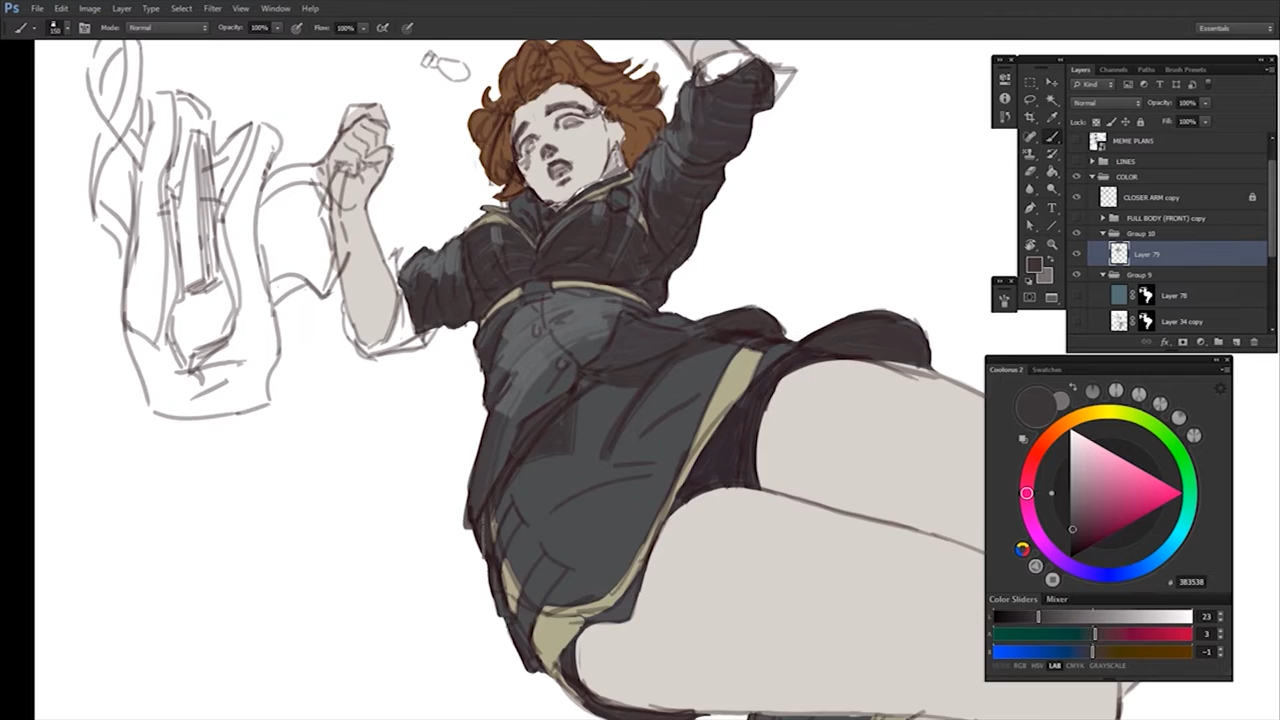 Ps File Edit Image Layer Type Select Filter View Window Help
150 Mode: Normal Opacity: 100% Flow: 100% Essentials
Layers Channels Paths Brush Presets
Kind
Normal Opacity: 100%
Lock: Fill: 100%
MEME PLANS
LINES
COLOR
CLOSER ARM copy
FULL BODY (FRONT) copy
Group 10
Layer 79
Group 9
Layer 78
Layer 34 copy
Coolorus 2 Swatches
# 3B3538
Color Sliders Mixer
L 23
A 3
B -1
RGB HSV LAB CMYK GRAYSCALE